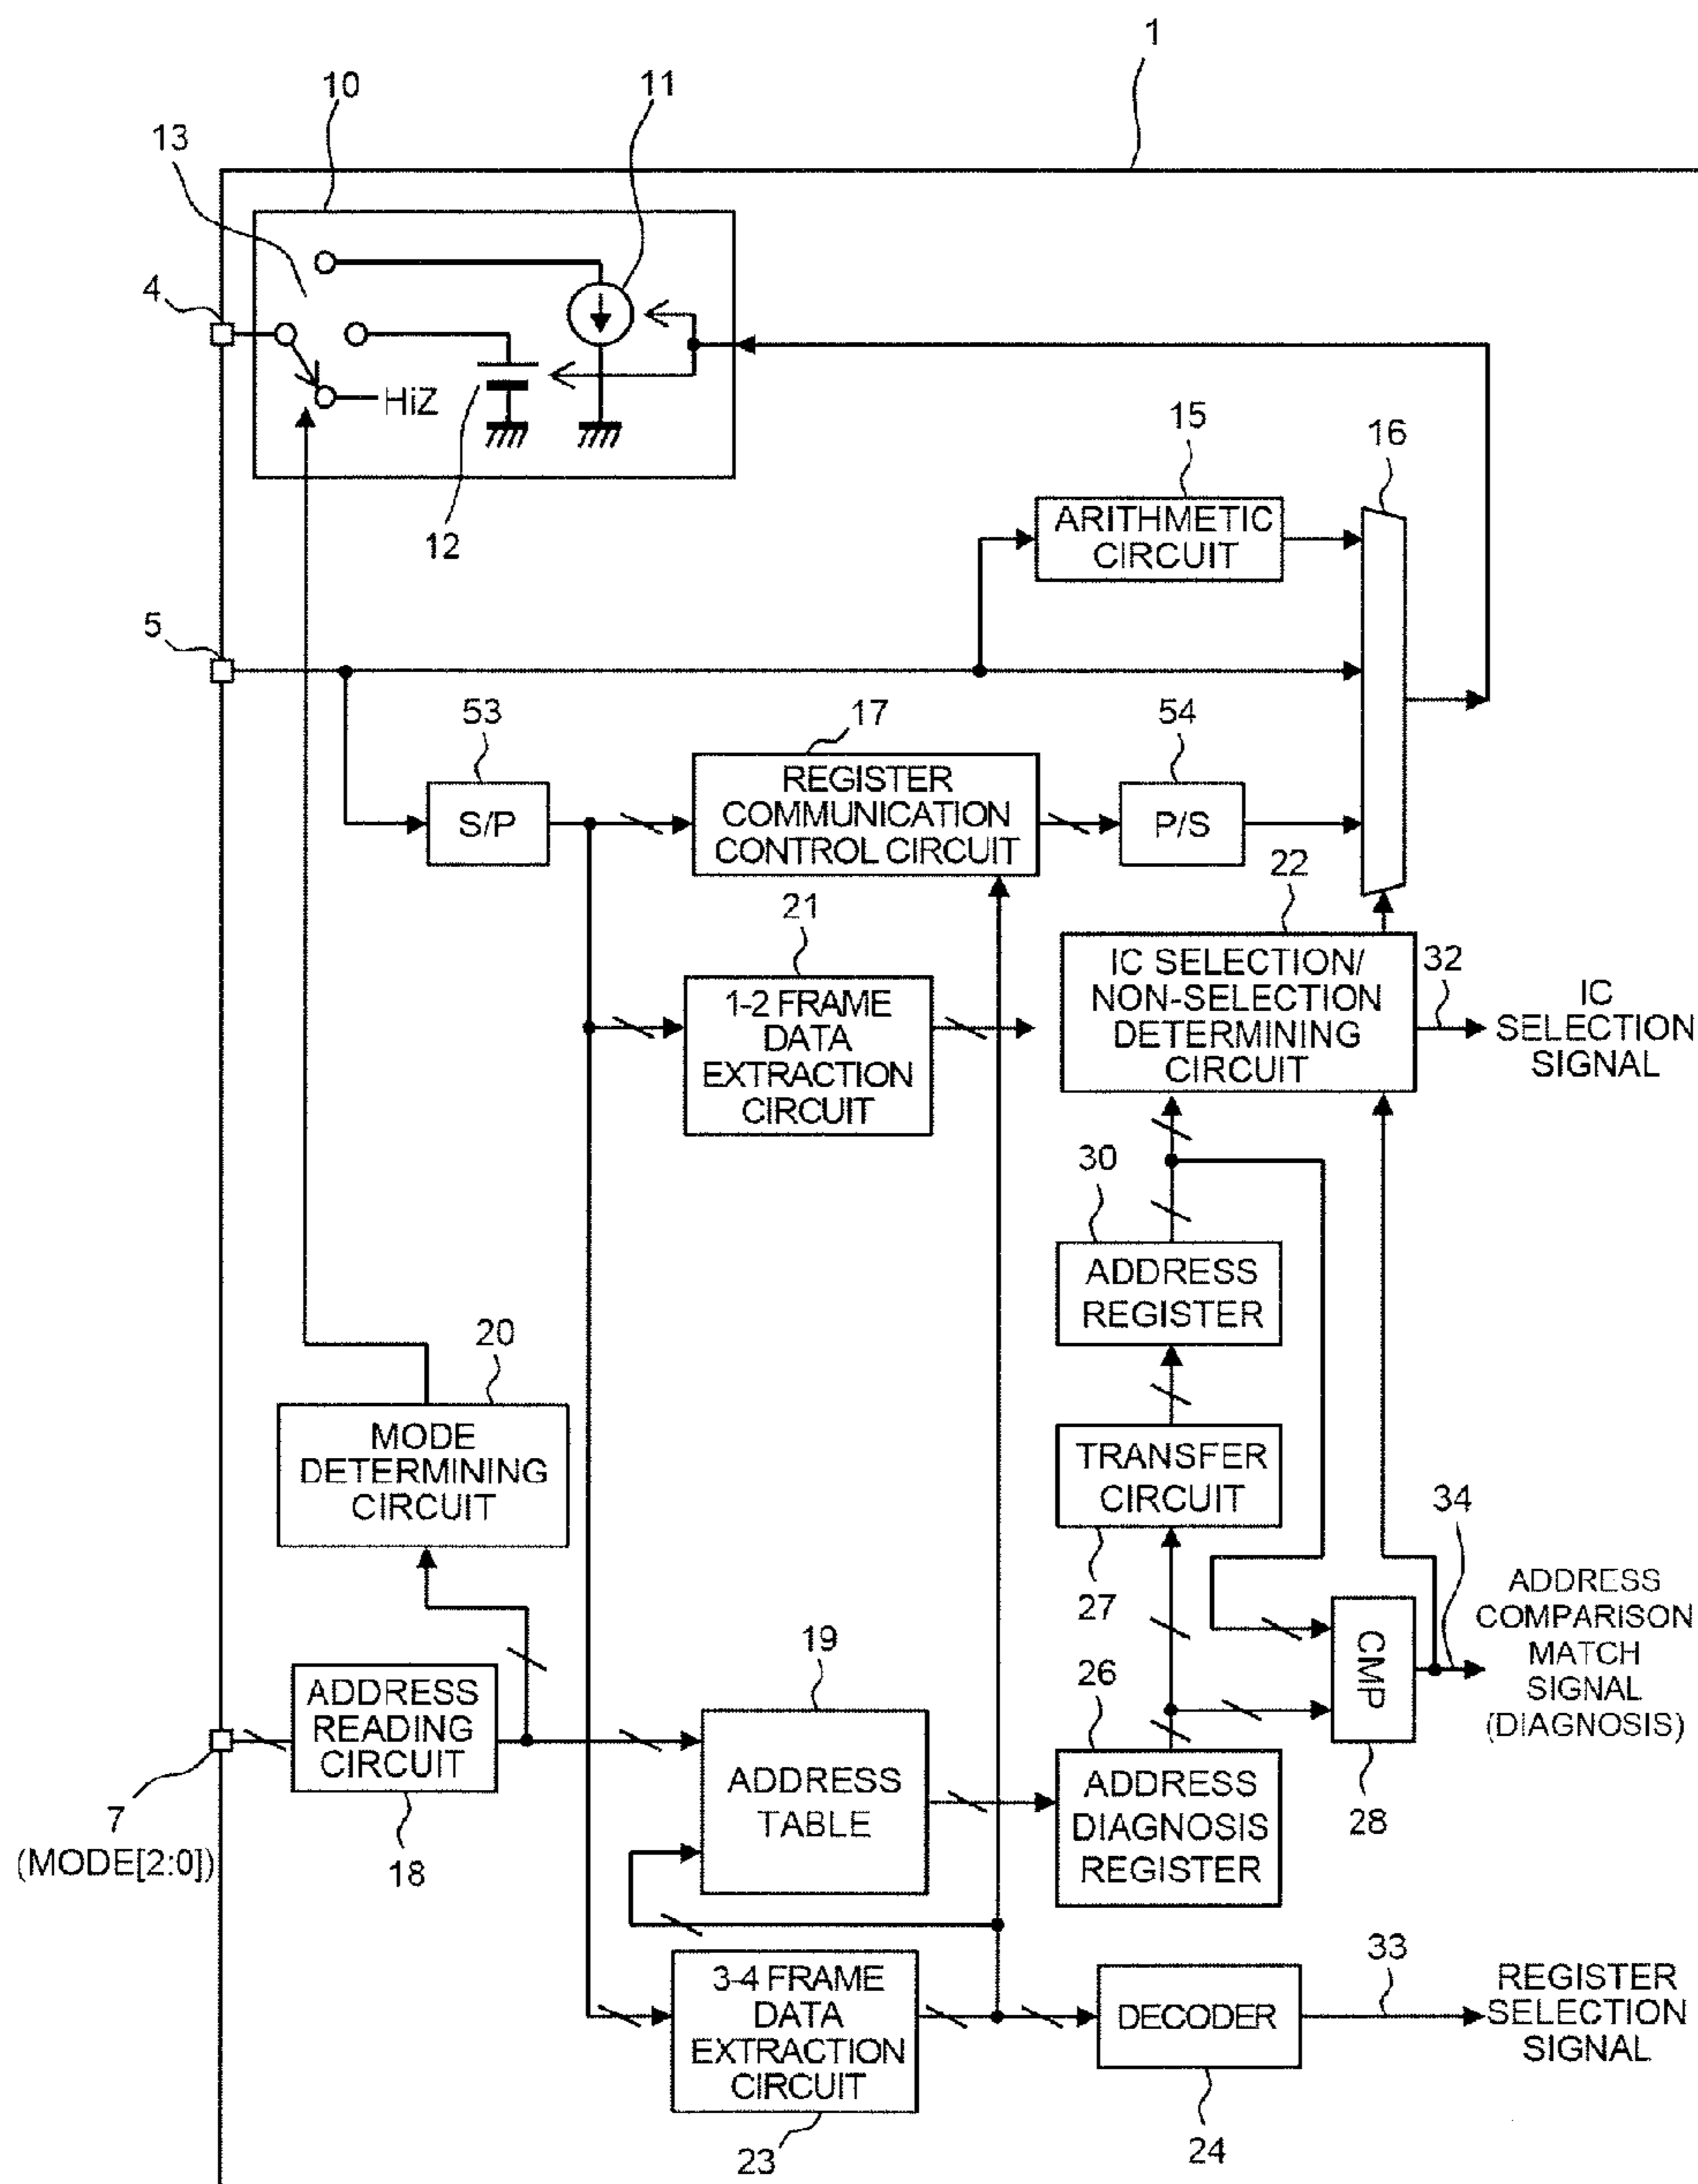 1
10
11
13
4
HiZ
12
15
16
ARITHMETIC
CIRCUIT
5
53
17
54
S/P
REGISTER
COMMUNICATION
CONTROL CIRCUIT
P/S
22
21
1-2 FRAME
DATA
EXTRACTION
CIRCUIT
IC SELECTION/
NON-SELECTION
DETERMINING
CIRCUIT
32
IC
SELECTION
SIGNAL
30
ADDRESS
REGISTER
20
MODE
DETERMINING
CIRCUIT
TRANSFER
CIRCUIT
27
34
ADDRESS
COMPARISON
MATCH
SIGNAL
(DIAGNOSIS)
CMP
28
19
26
ADDRESS
READING
CIRCUIT
7
(MODE[2:0])
18
ADDRESS
TABLE
ADDRESS
DIAGNOSIS
REGISTER
3-4 FRAME
DATA
EXTRACTION
CIRCUIT
23
DECODER
24
33
REGISTER
SELECTION
SIGNAL